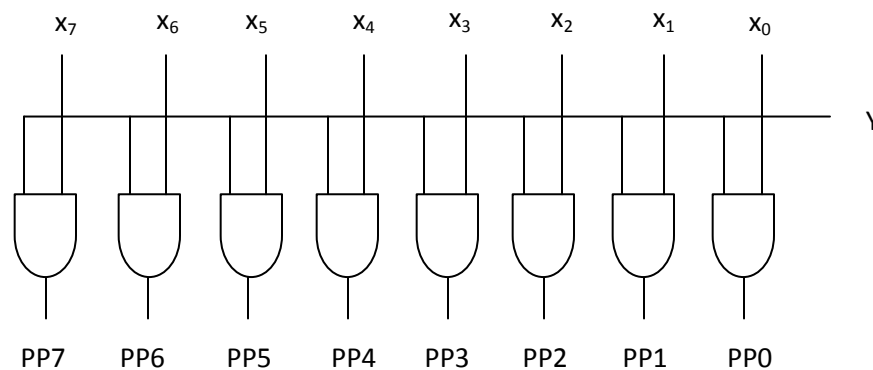 x₇ x₆ x₅ x₄ x₃ x₂ x₁ x₀
Y
PP7 PP6 PP5 PP4 PP3 PP2 PP1 PP0